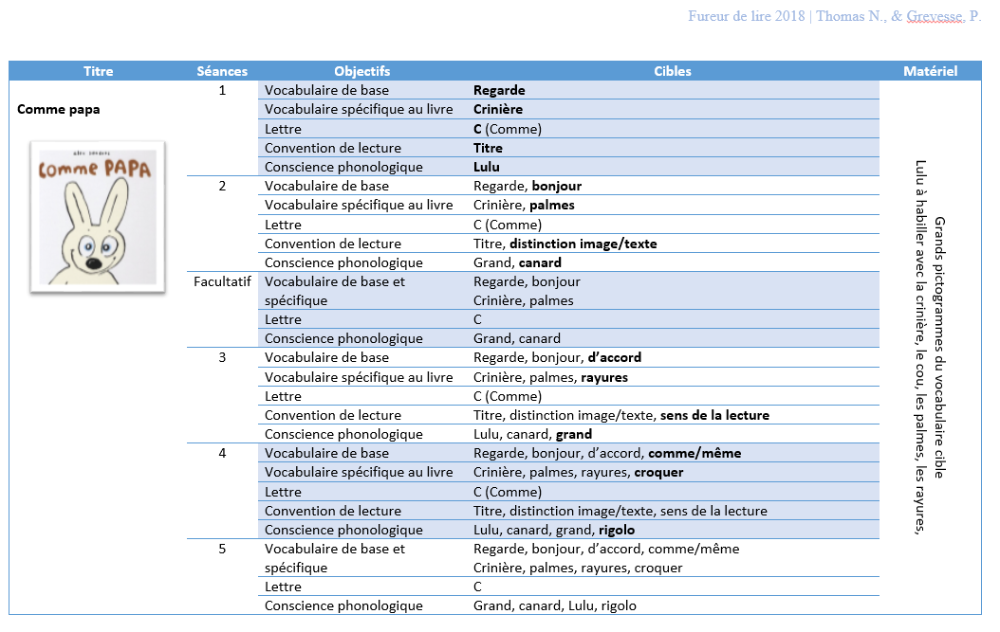 Fureur de lire 2018 | Thomas N., & Grevesse, P.
Titre Séances Objectifs Cibles Matériel
Comme papa
comme PAPA
1 Vocabulaire de base Regarde
Vocabulaire spécifique au livre Crinière
Lettre C (Comme)
Convention de lecture Titre
Conscience phonologique Lulu
2 Vocabulaire de base Regarde, bonjour
Vocabulaire spécifique au livre Crinière, palmes
Lettre C (Comme)
Convention de lecture Titre, distinction image/texte
Conscience phonologique Grand, canard
Facultatif Vocabulaire de base et Regarde, bonjour
spécifique Crinière, palmes
Lettre C
Conscience phonologique Grand, canard
3 Vocabulaire de base Regarde, bonjour, d’accord
Vocabulaire spécifique au livre Crinière, palmes, rayures
Lettre C (Comme)
Convention de lecture Titre, distinction image/texte, sens de la lecture
Conscience phonologique Lulu, canard, grand
4 Vocabulaire de base Regarde, bonjour, d’accord, comme/même
Vocabulaire spécifique au livre Crinière, palmes, rayures, croquer
Lettre C (Comme)
Convention de lecture Titre, distinction image/texte, sens de la lecture
Conscience phonologique Lulu, canard, grand, rigolo
5 Vocabulaire de base et Regarde, bonjour, d’accord, comme/même
spécifique Crinière, palmes, rayures, croquer
Lettre C
Conscience phonologique Grand, canard, Lulu, rigolo
Grands pictogrammes du vocabulaire cible
Lulu à habiller avec la crinière, le cou, les palmes, les rayures,